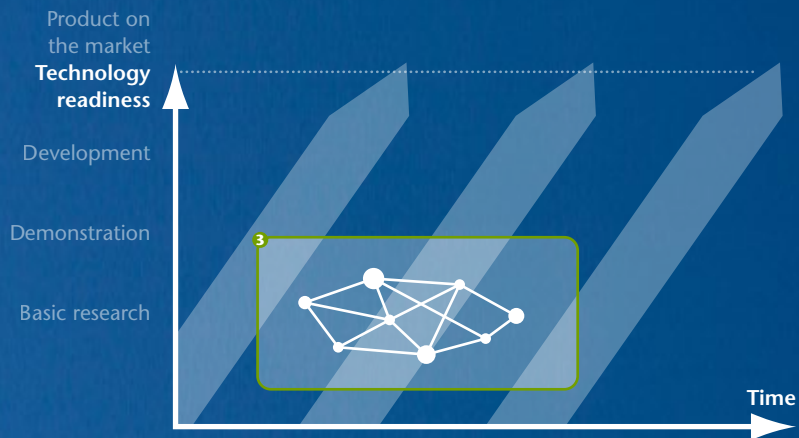 Product on
the market
Technology
readiness
Development
Demonstration
3
Basic research
Time